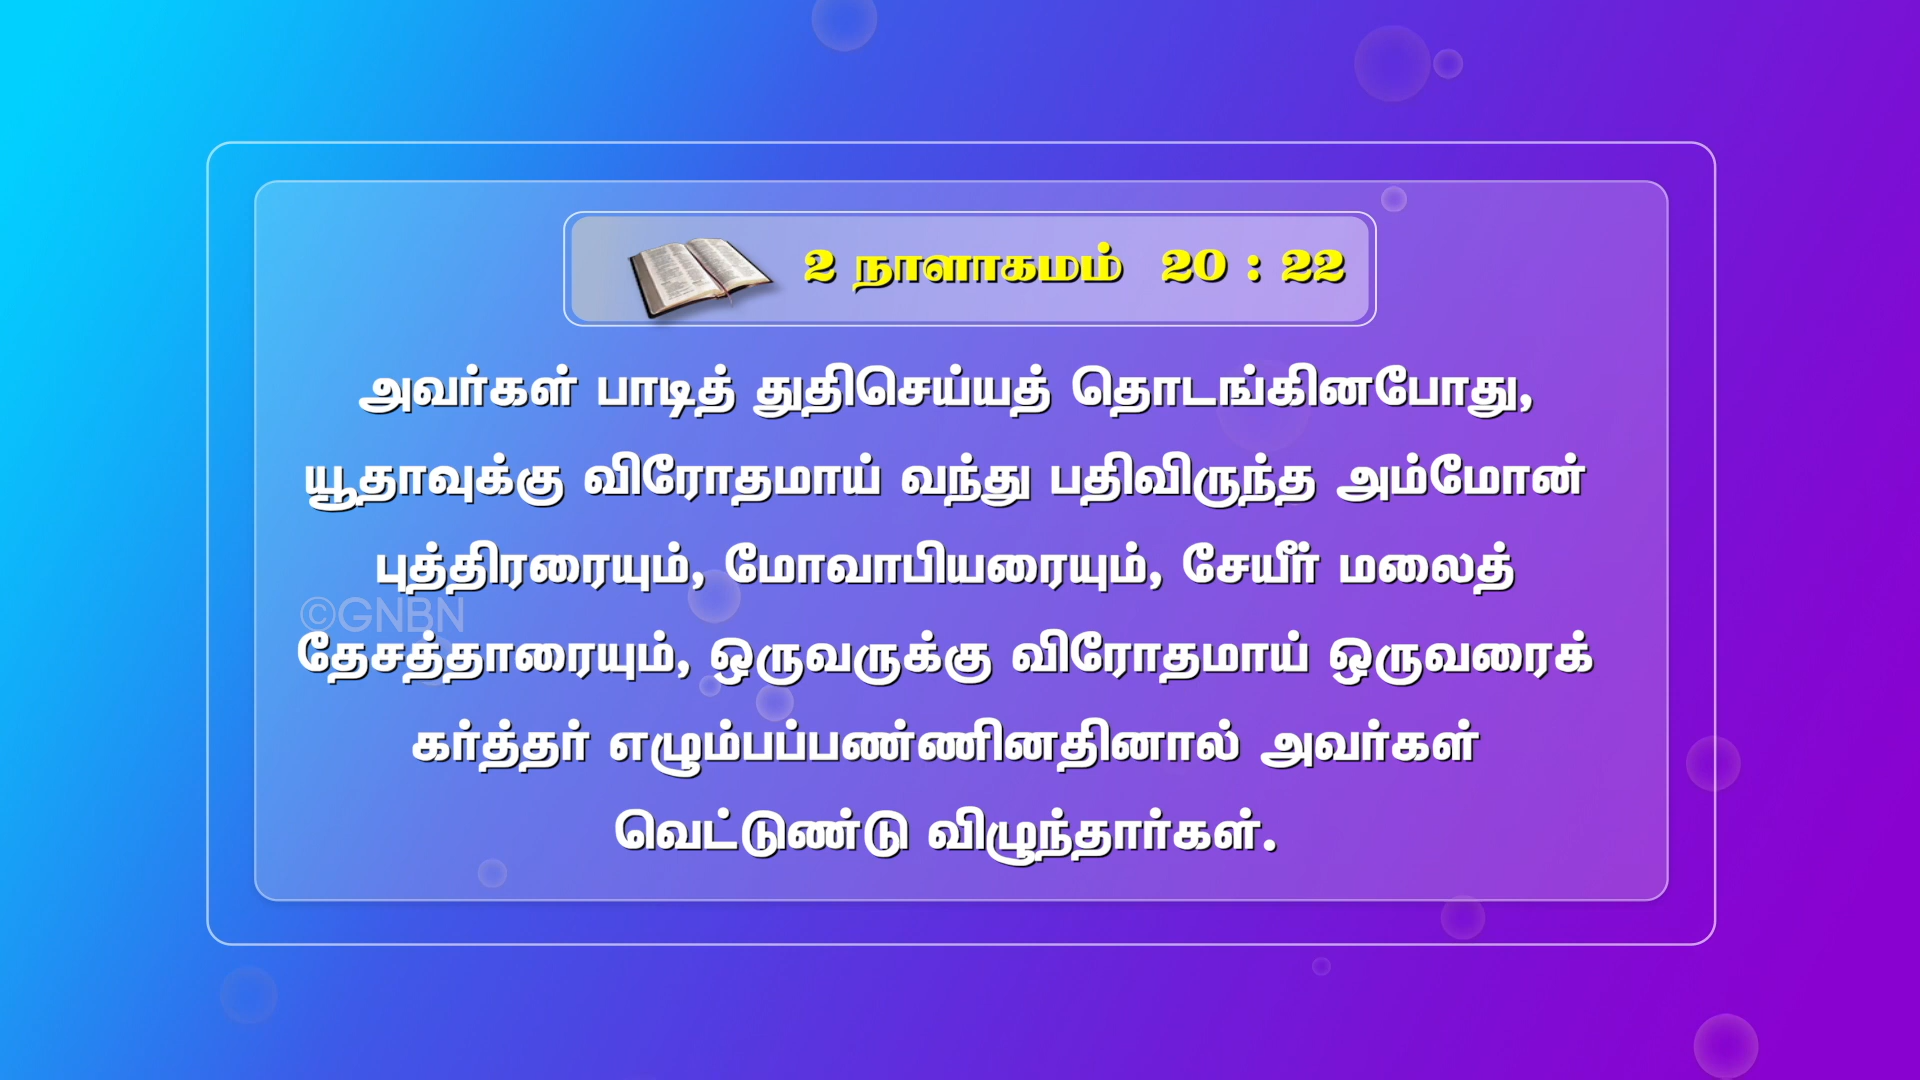 2 நாளாகமம் 20 : 22
அவர்கள் பாடித் துதிசெய்யத் தொடங்கினபோது,
யூதாவுக்கு விரோதமாய் வந்து பதிவிருந்த அம்மோன்
புத்திரரையும், மோவாபியரையும், சேயீர் மலைத்
©GNBN
தேசத்தாரையும், ஒருவருக்கு விரோதமாய் ஒருவரைக்
கர்த்தர் எழும்பப்பண்ணினதினால் அவர்கள்
வெட்டுண்டு விழுந்தார்கள்.